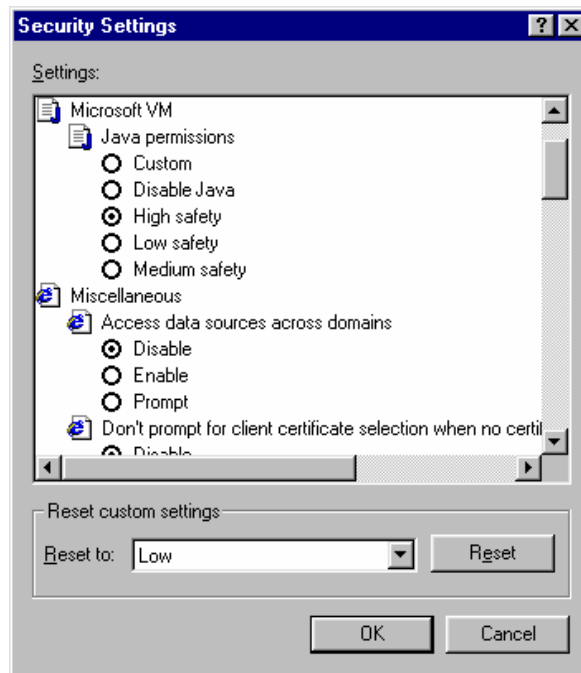 Security Settings
Settings:
Microsoft VM
Java permissions
Custom
Disable Java
High safety
Low safety
Medium safety
Miscellaneous
Access data sources across domains
Disable
Enable
Prompt
Don't prompt for client certificate selection when no certi
Disable
Reset custom settings
Reset to: Low Reset
OK Cancel